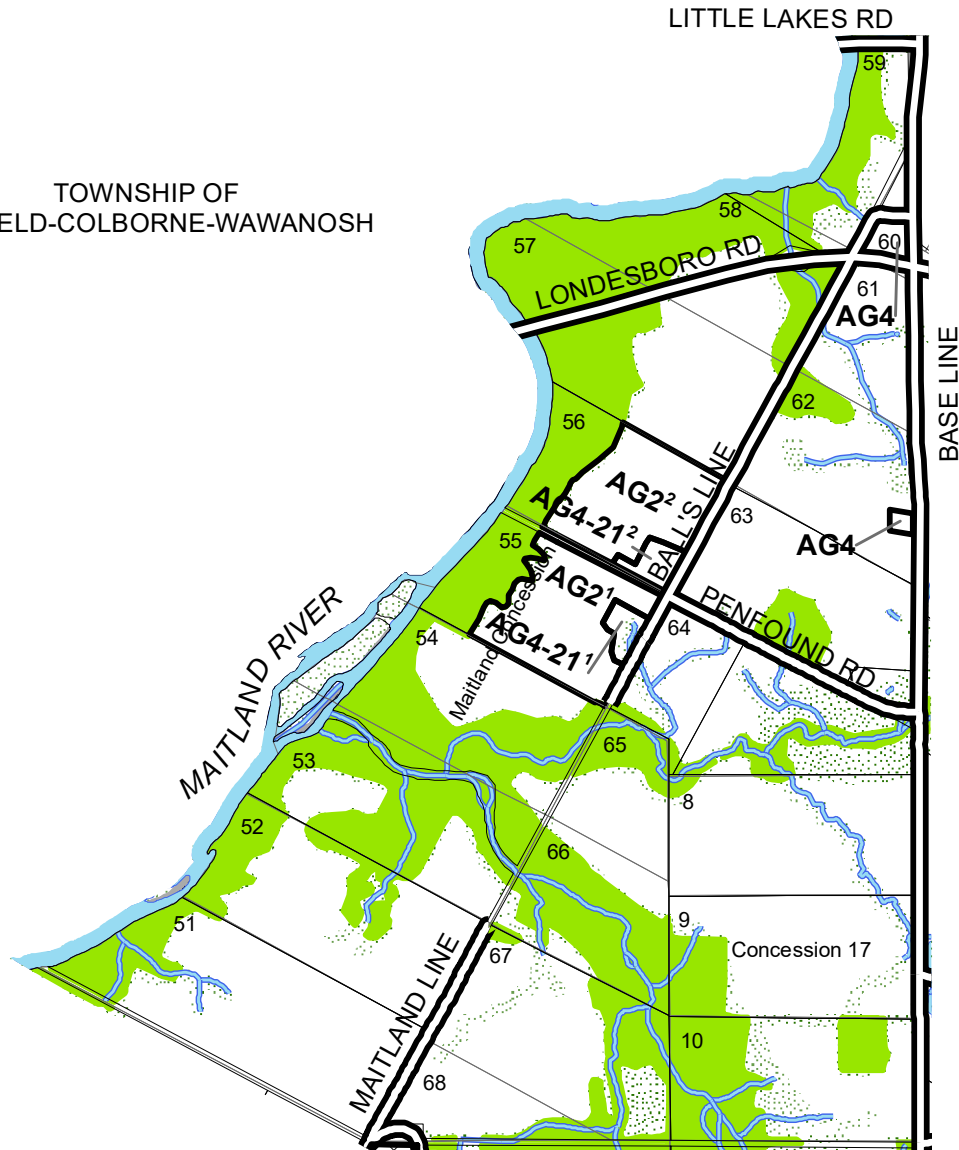 LITTLE LAKES RD
59
TOWNSHIP OF
ELD-COLBORNE-WAWANOSH
58
57
60
LONDESBORO RD
61
AG4
BASE LINE
62
56
AG2²
BALL'S LINE
AG4-21²
63
55
AG4
Maitland Concession
AG2¹
PENFOUND RD
AG4-21¹
64
54
MAITLAND RIVER
65
53
8
52
66
51
9
Concession 17
67
MAITLAND LINE
10
68